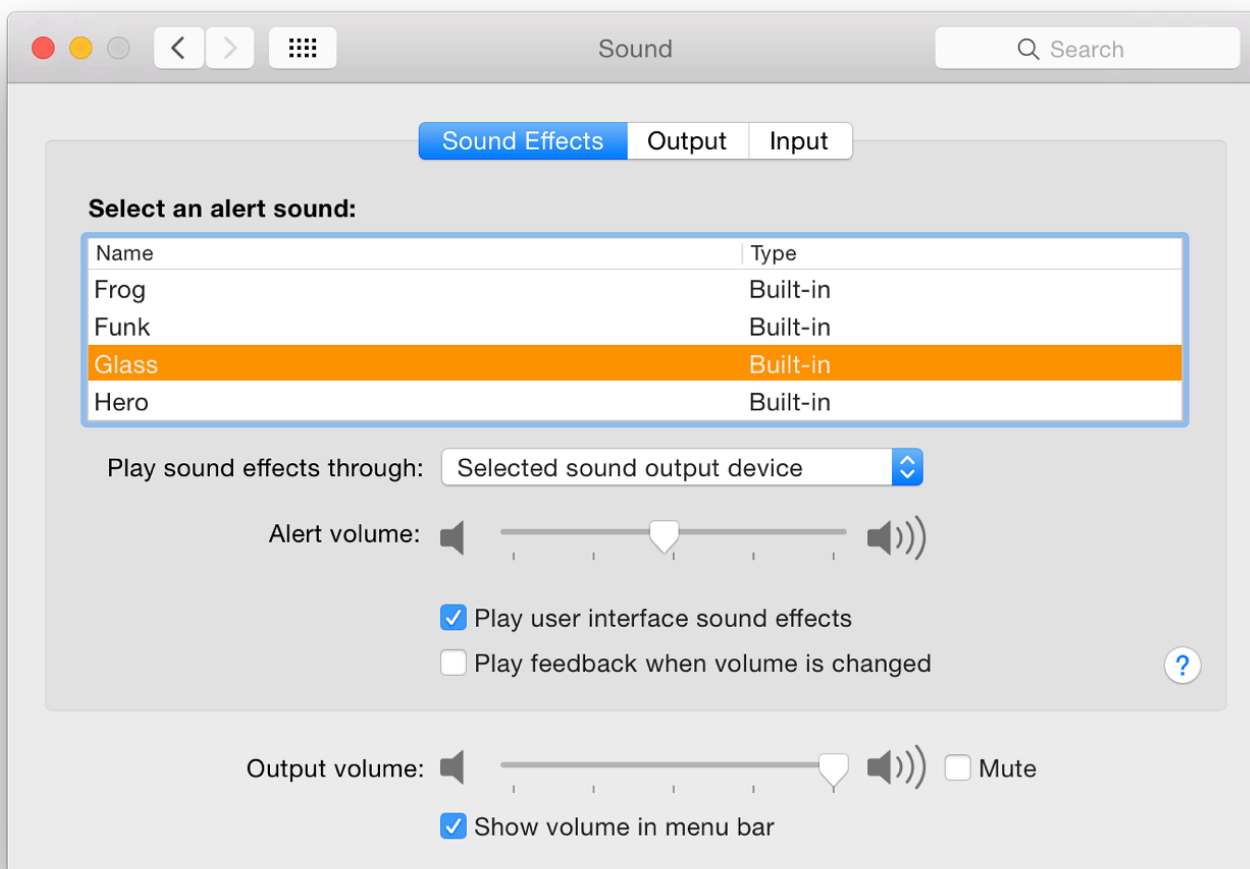 Sound
Search
Sound Effects Output Input
Select an alert sound:
Name Type
Frog Built-in
Funk Built-in
Glass Built-in
Hero Built-in
Play sound effects through: Selected sound output device
Alert volume:
Play user interface sound effects
Play feedback when volume is changed
?
Output volume: Mute
Show volume in menu bar